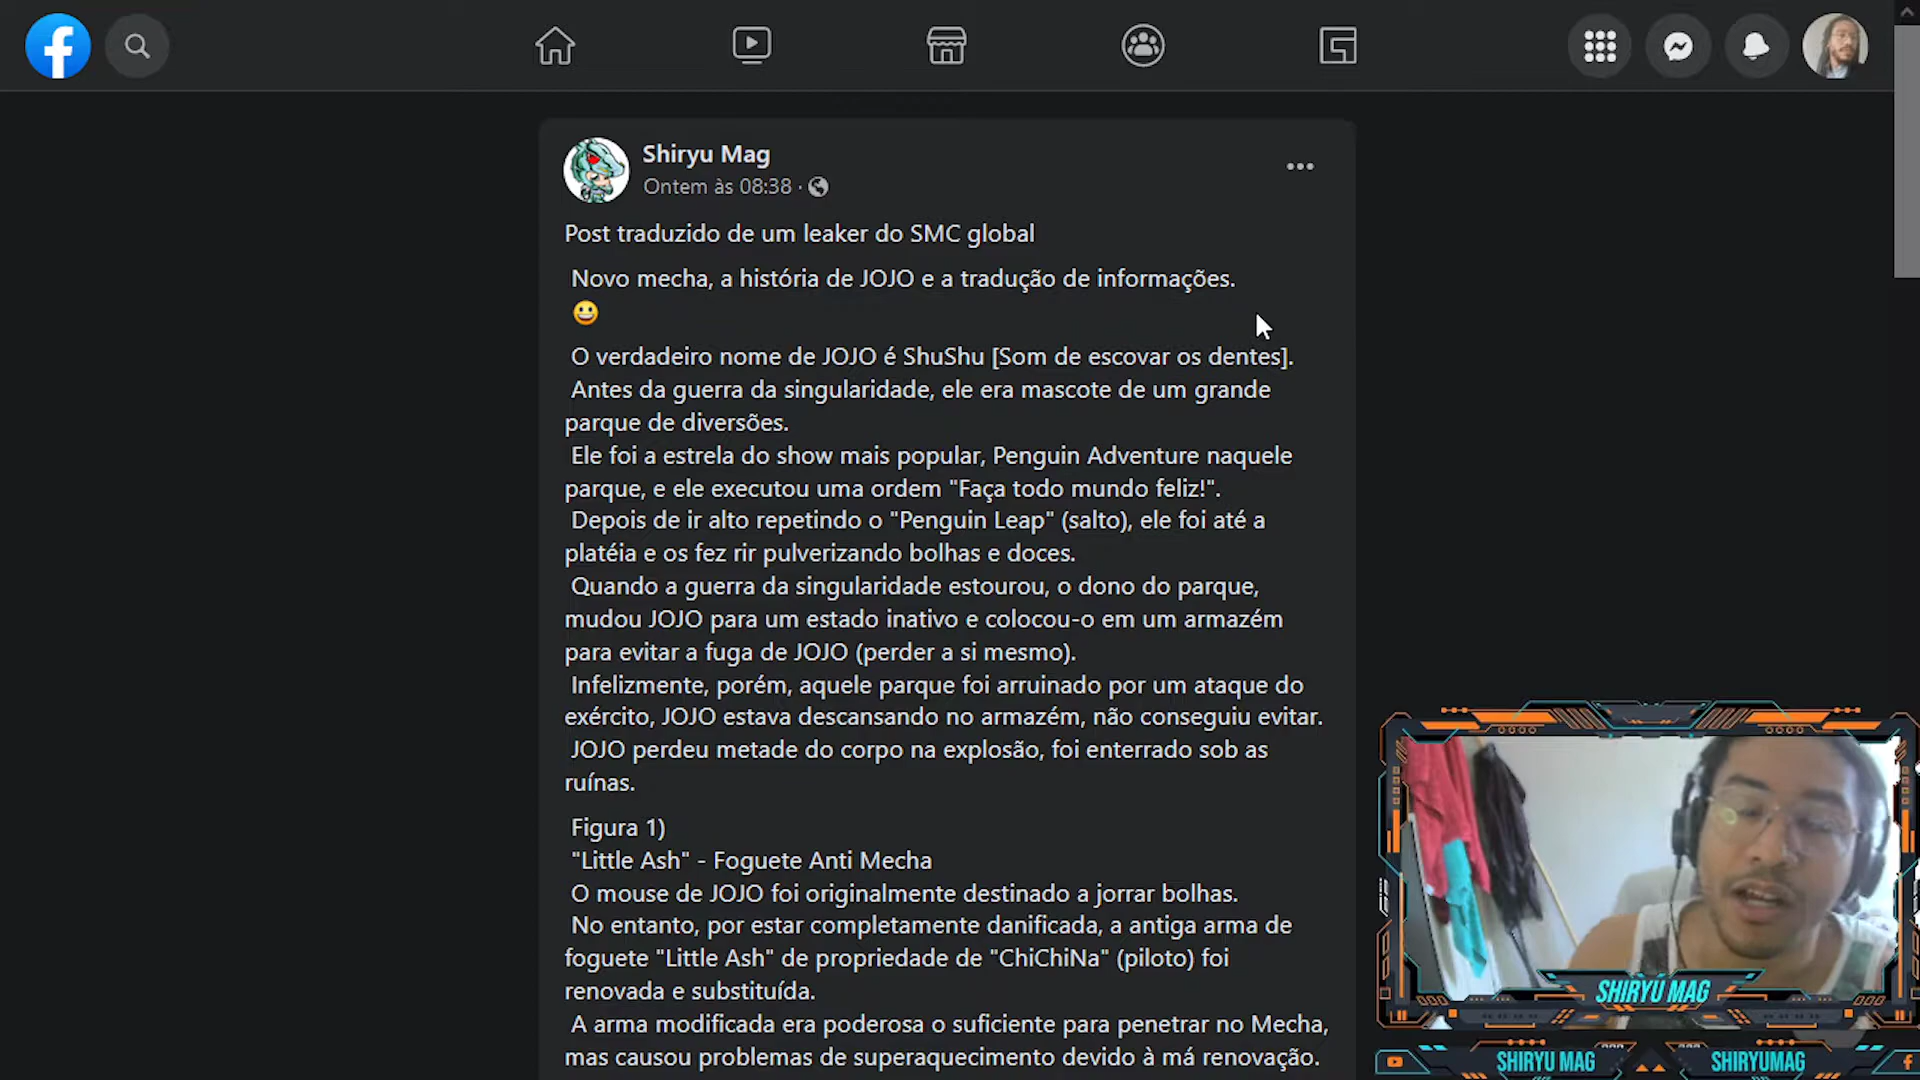 Shiryu Mag
Ontem às 08:38 ·
Post traduzido de um leaker do SMC global
Novo mecha, a história de JOJO e a tradução de informações.
😀
O verdadeiro nome de JOJO é ShuShu [Som de escovar os dentes].
Antes da guerra da singularidade, ele era mascote de um grande
parque de diversões.
Ele foi a estrela do show mais popular, Penguin Adventure naquele
parque, e ele executou uma ordem "Faça todo mundo feliz!".
Depois de ir alto repetindo o "Penguin Leap" (salto), ele foi até a
platéia e os fez rir pulverizando bolhas e doces.
Quando a guerra da singularidade estourou, o dono do parque,
mudou JOJO para um estado inativo e colocou-o em um armazém
para evitar a fuga de JOJO (perder a si mesmo).
Infelizmente, porém, aquele parque foi arruinado por um ataque do
exército, JOJO estava descansando no armazém, não conseguiu evitar.
JOJO perdeu metade do corpo na explosão, foi enterrado sob as
ruínas.
Figura 1)
"Little Ash" - Foguete Anti Mecha
O mouse de JOJO foi originalmente destinado a jorrar bolhas.
No entanto, por estar completamente danificada, a antiga arma de
foguete "Little Ash" de propriedade de "ChiChiNa" (piloto) foi
renovada e substituída.
A arma modificada era poderosa o suficiente para penetrar no Mecha,
mas causou problemas de superaquecimento devido à má renovação.
SHIRYU MAG
SHIRYU MAG
SHIRYUMAG